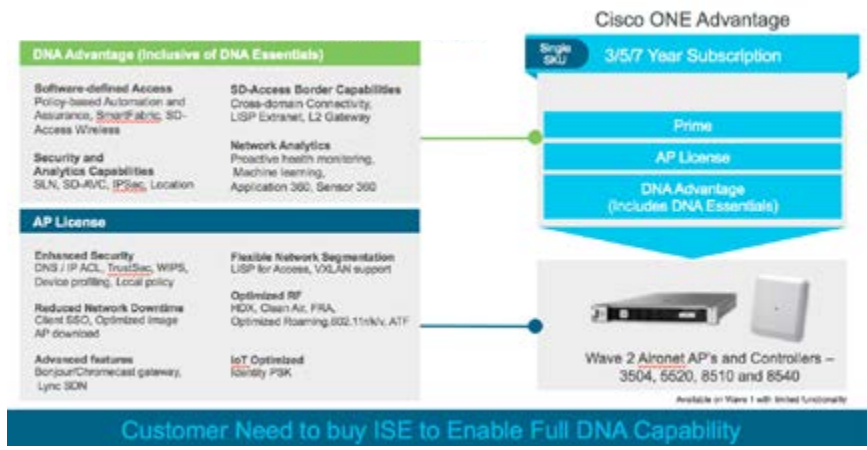 Cisco ONE Advantage
DNA Advantage (Inclusive of DNA Essentials)
Software-defined Access
Policy-based Automation and
Assurance, SmartFabric, SD-
Access Wireless
Security and
Analytics Capabilities
SLN, SD-AVC, IPSec, Location
SD-Access Border Capabilities
Cross-domain Connectivity,
LISP Extranet, L2 Gateway
Network Analytics
Proactive health monitoring,
Machine learning,
Application 360, Sensor 360
AP License
Enhanced Security
DNS / IP ACL, TrustSec, WIPS,
Device profiling, Local policy
Reduced Network Downtime
Client SSO, Optimized image
AP download
Advanced features
Bonjour/Chromecast gateway,
Lync SDN
Flexible Network Segmentation
LISP for Access, VXLAN support
Optimized RF
HDX, Clean Air, FRA,
Optimized Roaming,802.11r/k/v, ATF
IoT Optimized
Identity PSK
Single
SKU
3/5/7 Year Subscription
Prime
AP License
DNA Advantage
(Includes DNA Essentials)
Wave 2 Aironet AP's and Controllers –
3504, 5520, 8510 and 8540
Available on Wave 1 with limited functionality
Customer Need to buy ISE to Enable Full DNA Capability